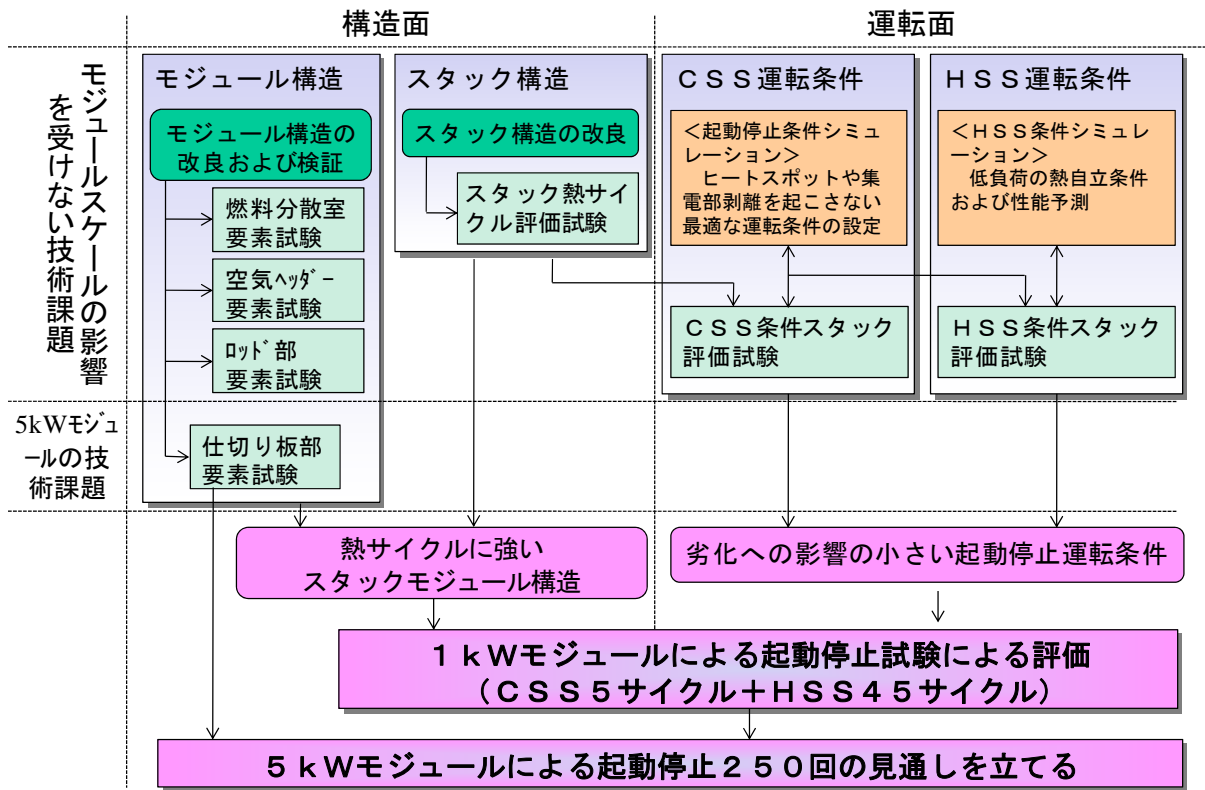 構造面
運転面
モジュールスケールの影響
を受けない技術課題
モジュール構造
モジュール構造の
改良および検証
燃料分散室
要素試験
空気ﾍｯﾀﾞｰ
要素試験
ﾛｯﾄﾞ部
要素試験
スタック構造
スタック構造の改良
スタック熱サイ
クル評価試験
ＣＳＳ運転条件
＜起動停止条件シミュ
レーション＞
ヒートスポットや集
電部剥離を起こさない
最適な運転条件の設定
ＣＳＳ条件スタック
評価試験
ＨＳＳ運転条件
＜ＨＳＳ条件シミュレ
ーション＞
低負荷の熱自立条件
および性能予測
ＨＳＳ条件スタック
評価試験
5kWﾓｼﾞｭ
ｰﾙの技
術課題
仕切り板部
要素試験
熱サイクルに強い
スタックモジュール構造
劣化への影響の小さい起動停止運転条件
１ｋWモジュールによる起動停止試験による評価
（ＣＳＳ５サイクル＋ＨＳＳ４５サイクル）
５ｋWモジュールによる起動停止２５０回の見通しを立てる